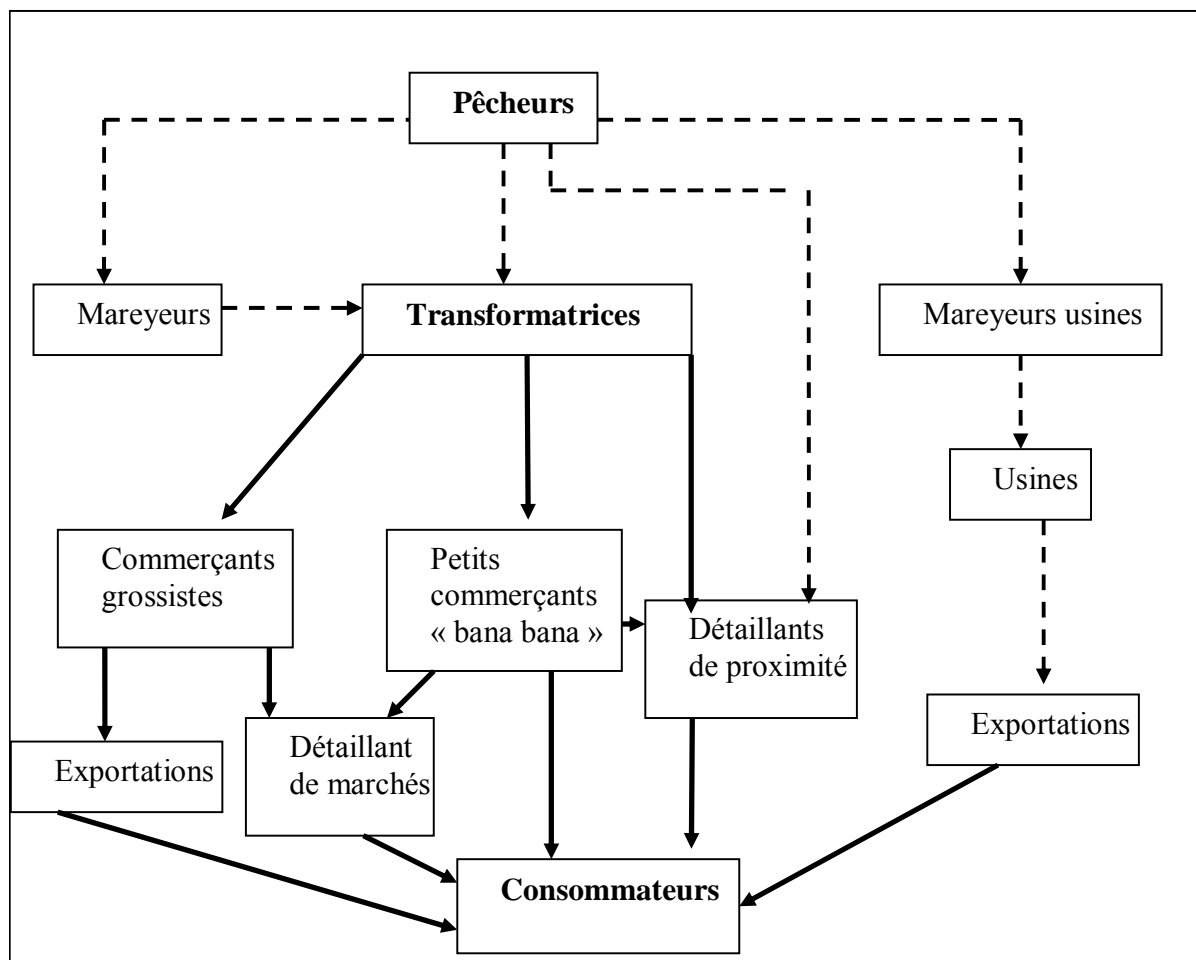 Pêcheurs
Mareyeurs
Transformatrices
Mareyeurs usines
Usines
Commerçants
grossistes
Petits
commerçants
« bana bana »
Détaillants
de proximité
Exportations
Détaillant
de marchés
Exportations
Consommateurs